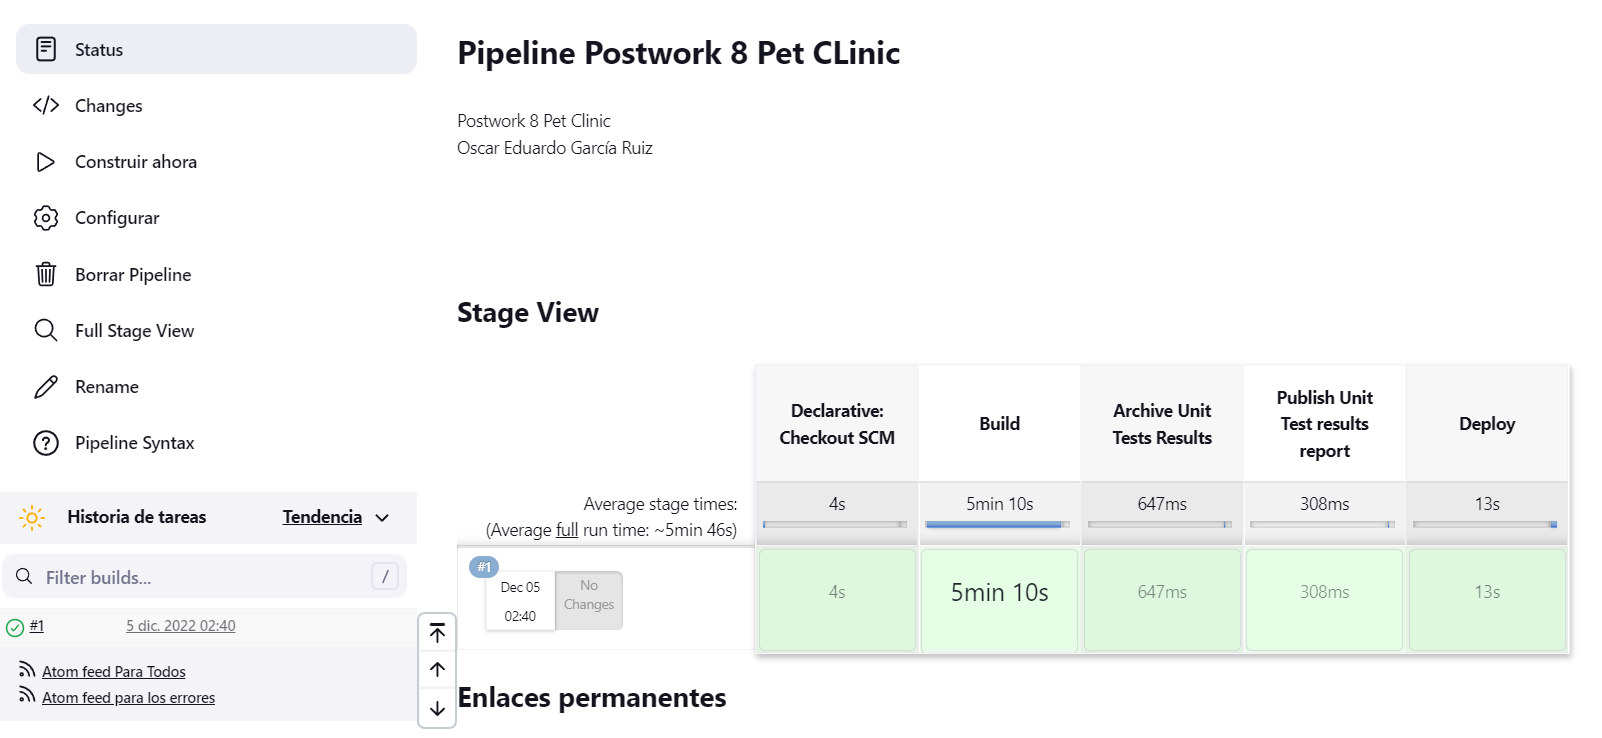 Status
Changes
Construir ahora
Configurar
Borrar Pipeline
Full Stage View
Rename
Pipeline Syntax
Historia de tareas
Tendencia
Filter builds...
/
#1
5 dic. 2022 02:40
Atom feed Para Todos
Atom feed para los errores
Pipeline Postwork 8 Pet CLinic
Postwork 8 Pet Clinic
Oscar Eduardo García Ruiz
Stage View
Declarative:
Checkout SCM
Build
Archive Unit
Tests Results
Publish Unit
Test results
report
Deploy
Average stage times:
(Average full run time: ~5min 46s)
4s
5min 10s
647ms
308ms
13s
#1
Dec 05
02:40
No
Changes
4s
5min 10s
647ms
308ms
13s
Enlaces permanentes